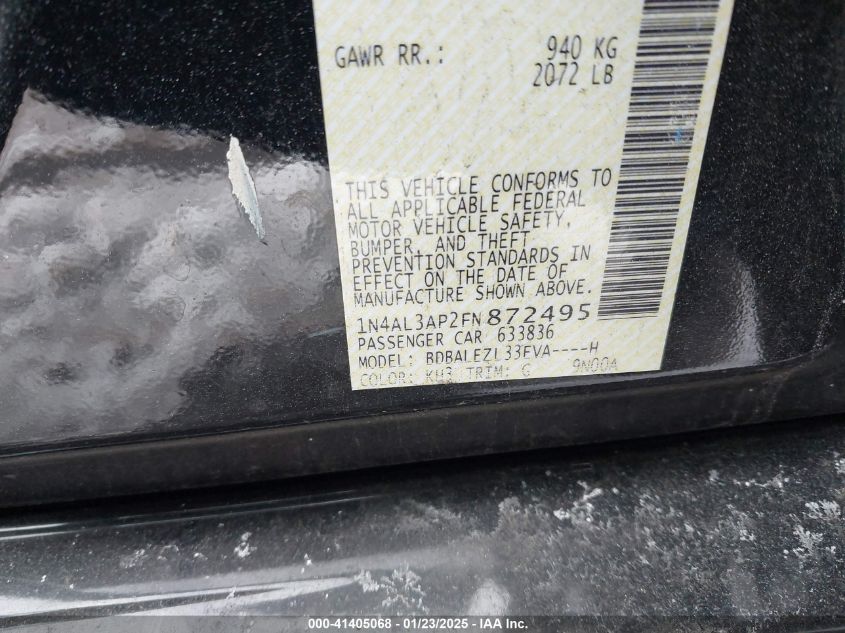 GAWR RR.: 940 KG
2072 LB
THIS VEHICLE CONFORMS TO
ALL APPLICABLE FEDERAL
MOTOR VEHICLE SAFETY,
BUMPER, AND THEFT
PREVENTION STANDARDS IN
EFFECT ON THE DATE OF
MANUFACTURE SHOWN ABOVE.
1N4AL3AP2FN872495
PASSENGER CAR 633836
MODEL: BDBALEZL33EVA----H
COLOR: KH3 TRIM: G 9N00A
000-41405068 - 01/23/2025 - IAA Inc.